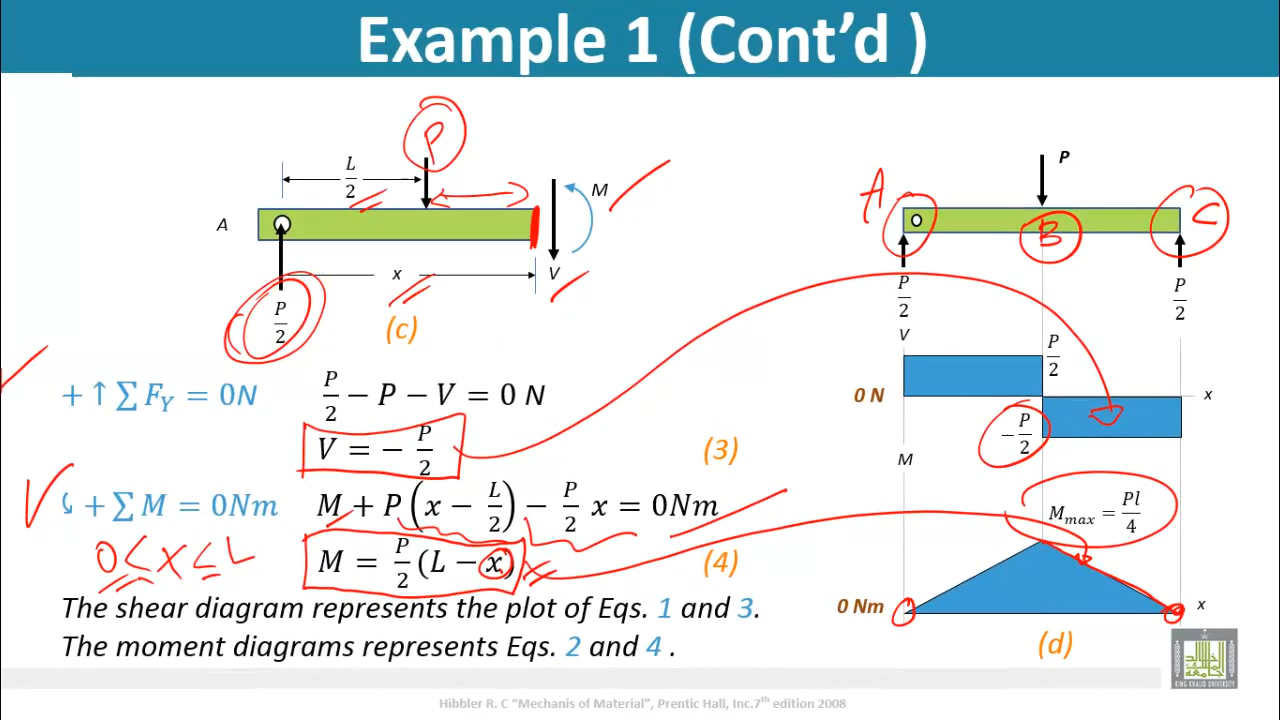 Example 1 (Cont’d )
P
L/2
M
A
x
V
P/2
(c)
A
P
B
C
P/2
P/2
V
P/2
0 N
x
−P/2
M
M_max = Pl/4
0 Nm
x
(d)
+↑∑F_Y = 0N P/2 − P − V = 0 N
V = − P/2 (3)
⤹+∑M = 0Nm M + P(x − L/2) − P/2 x = 0Nm
0 ≤ x ≤ L
M = P/2 (L − x) (4)
The shear diagram represents the plot of Eqs. 1 and 3.
The moment diagrams represents Eqs. 2 and 4 .
KING KHALID UNIVERSITY
Hibbler R. C “Mechanis of Material”, Prentic Hall, Inc.7th edition 2008